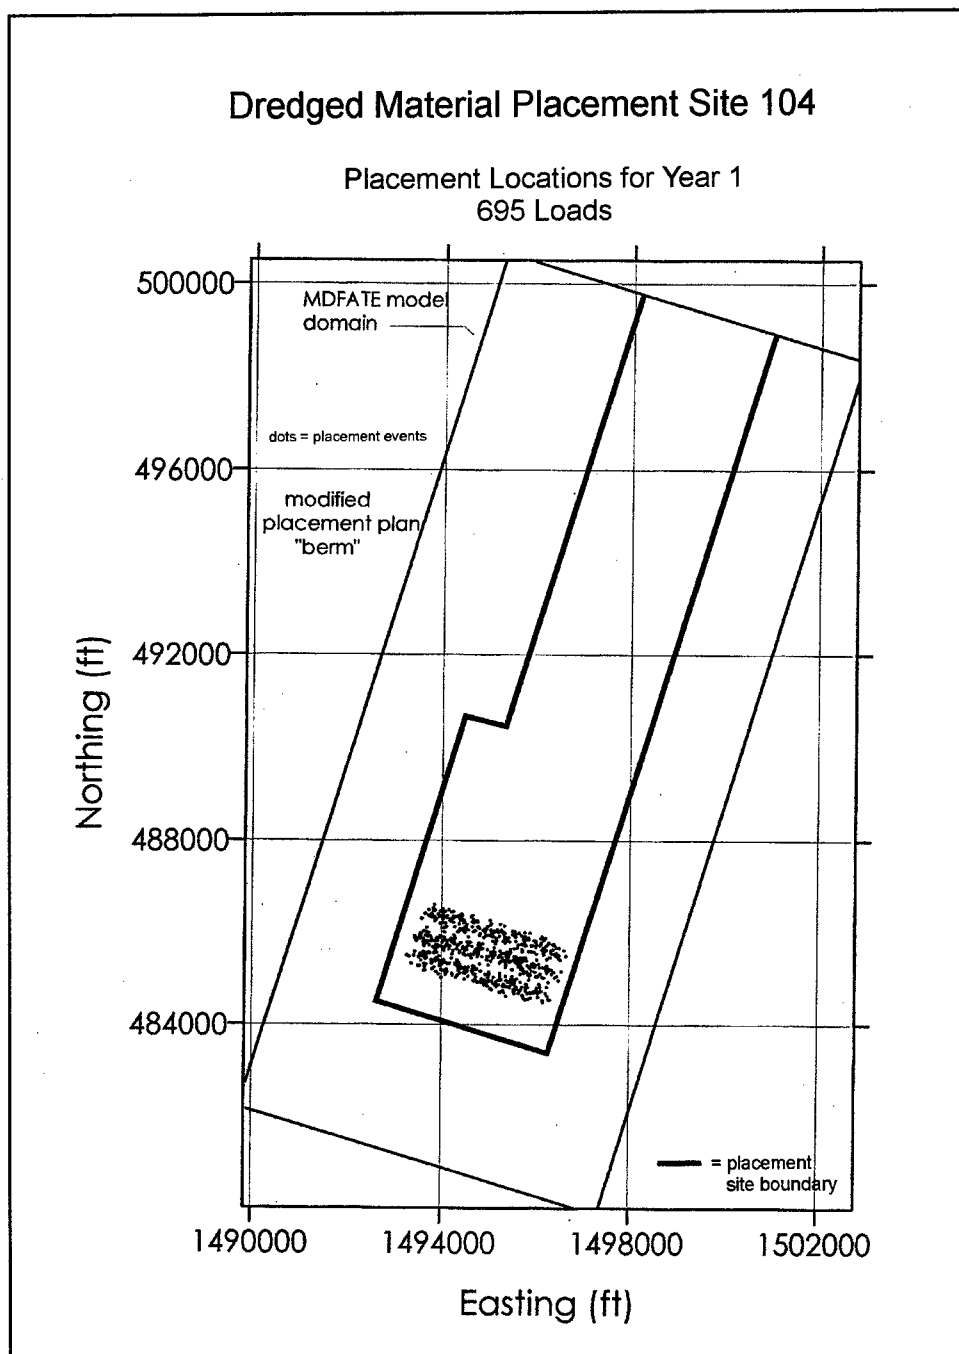 Dredged Material Placement Site 104
Placement Locations for Year 1
695 Loads
500000
MDFATE model
domain
dots = placement events
496000
modified
placement plan
"berm"
492000
Northing (ft)
488000
484000
= placement
site boundary
1490000
1494000
1498000
1502000
Easting (ft)